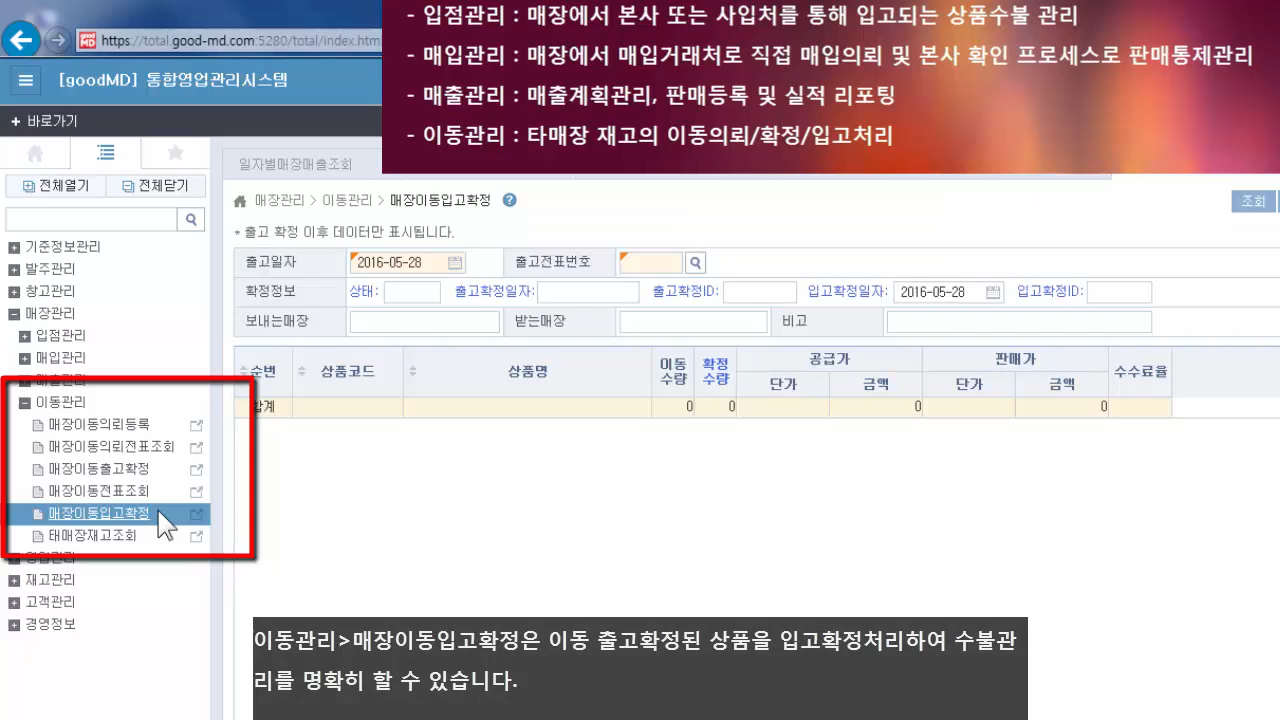 - 입점관리 : 매장에서 본사 또는 사입처를 통해 입고되는 상품수불 관리
- 매입관리 : 매장에서 매입거래처로 직접 매입의뢰 및 본사 확인 프로세스로 판매통제관리
- 매출관리 : 매출계획관리, 판매등록 및 실적 리포팅
- 이동관리 : 타매장 재고의 이동의뢰/확정/입고처리
https://total.good-md.com:5280/total/index.htm
[goodMD] 통합영업관리시스템
+ 바로가기
일자별매장매출조회
전체열기 전체닫기
매장관리 > 이동관리 > 매장이동입고확정 ?
조회
* 출고 확정 이후 데이터만 표시됩니다.
기준정보관리
발주관리
창고관리
매장관리
입점관리
매입관리
이동관리
매장이동의뢰등록
매장이동의뢰전표조회
매장이동출고확정
매장이동전표조회
매장이동입고확정
태매장재고조회
영업관리
재고관리
고객관리
경영정보
출고일자 2016-05-28 출고전표번호
확정정보 상태: 출고확정일자: 출고확정ID: 입고확정일자: 2016-05-28 입고확정ID:
보내는매장 받는매장 비고
순번 상품코드 상품명 이동수량 확정수량 공급가 판매가 수수료율
단가 금액 단가 금액
합계 0 0 0 0
이동관리>매장이동입고확정은 이동 출고확정된 상품을 입고확정처리하여 수불관
리를 명확히 할 수 있습니다.